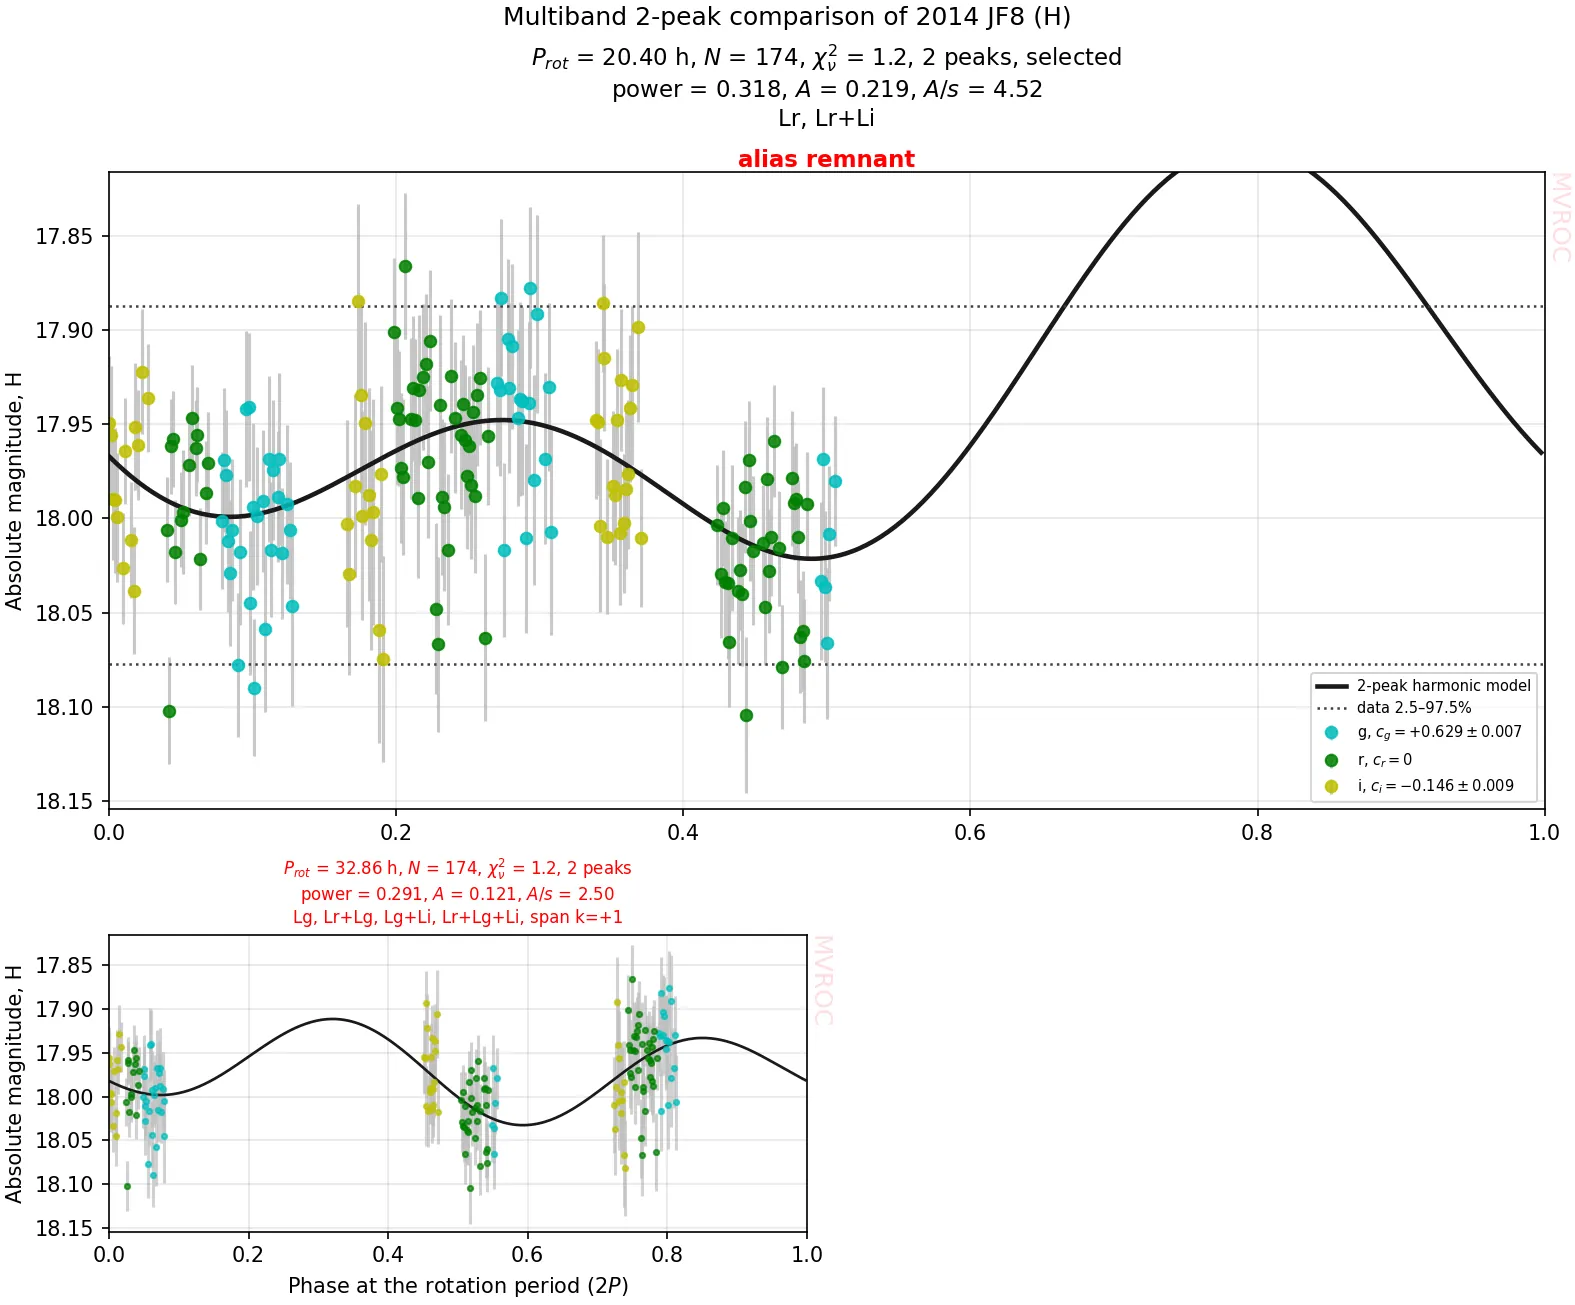 Multiband 2-peak comparison of 2014 JF8 (H)
P_rot = 20.40 h, N = 174, χ²_ν = 1.2, 2 peaks, selected
power = 0.318, A = 0.219, A/s = 4.52
Lr, Lr+Li
alias remnant
MVROC
17.85
17.90
17.95
18.00
18.05
18.10
18.15
Absolute magnitude, H
2-peak harmonic model
data 2.5–97.5%
g, c_g = +0.629 ± 0.007
r, c_r = 0
i, c_i = −0.146 ± 0.009
0.0 0.2 0.4 0.6 0.8 1.0
P_rot = 32.86 h, N = 174, χ²_ν = 1.2, 2 peaks
power = 0.291, A = 0.121, A/s = 2.50
Lg, Lr+Lg, Lg+Li, Lr+Lg+Li, span k=+1
MVROC
17.85
17.90
17.95
18.00
18.05
18.10
18.15
Absolute magnitude, H
0.0 0.2 0.4 0.6 0.8 1.0
Phase at the rotation period (2P)